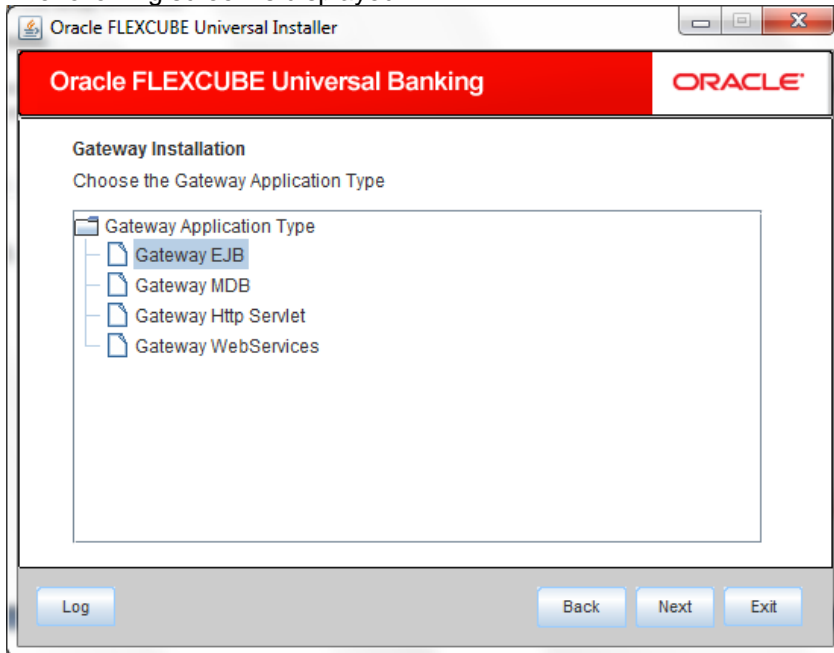 Oracle FLEXCUBE Universal Installer
Oracle FLEXCUBE Universal Banking
ORACLE
Gateway Installation
Choose the Gateway Application Type
Gateway Application Type
Gateway EJB
Gateway MDB
Gateway Http Servlet
Gateway WebServices
Log Back Next Exit